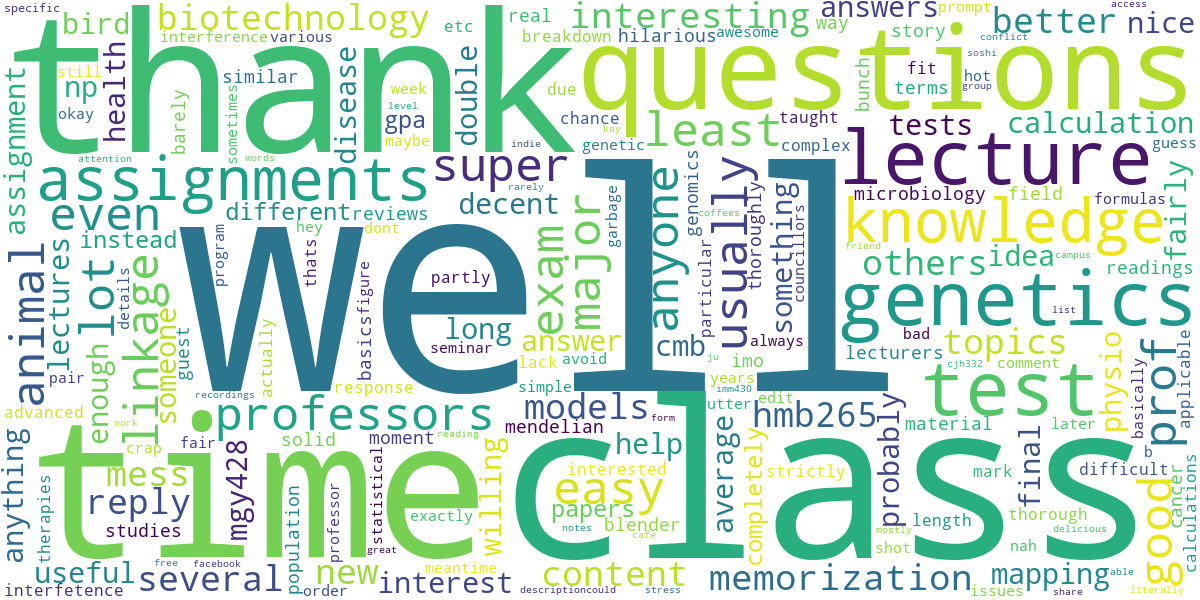 specific
thank
bird
biotechnology
interference
various
real
etc
interesting
breakdown
hilarious
awesome
answers
way
prompt
story
conflict
access
better
nice
health
np
still
okay
barely
sometimes
similar
disease
week
level
gpa
maybe
double
due
chance
key
questions
bunch
fit
terms
hot
soshi
group
assignment
attention
words
indie
genetic
least
taught
complex
tests
calculation
guess
assignments
super
rarely
lecture
microbiology
field
formulas
fairly
even
different
reviews
decent
hey
dont
well
garbage
major
anyone
genomics
coffees
usually
thoroughly
something
councillors
knowledge
friend
others
idea
campus
readings
animal
lectures
instead
lot
details
linkage
someone
guest
program
actually
thats
basicsfigure
partly
long
seminar
exam
answer
lack
avoid
simple
cmb
particular
ju
imo
years
imm430
always
genetics
list
bad
lecturers
topics
cjh332
comment
physio
prof
basically
applicable
anything
pair
enough
advanced
work
crap
recordings
response
professors
fair
solid
moment
reading
models
mendelian
form
utter
edit
hmb265
test
material
later
b
time
mess
reply
studies
mgy428
statistical
willing
exactly
class
help
interested
easy
papers
blender
notes
cafe
average
completely
strictly
probably
mark
final
difficult
cancer
calculations
therapies
useful
free
several
facebook
population
order
professor
great
new
meantime
interest
descriptioncould
content
stress
memorization
length
shot
mostly
nah
thorough
delicious
issues
mapping
able
share
good
literally
interfetence